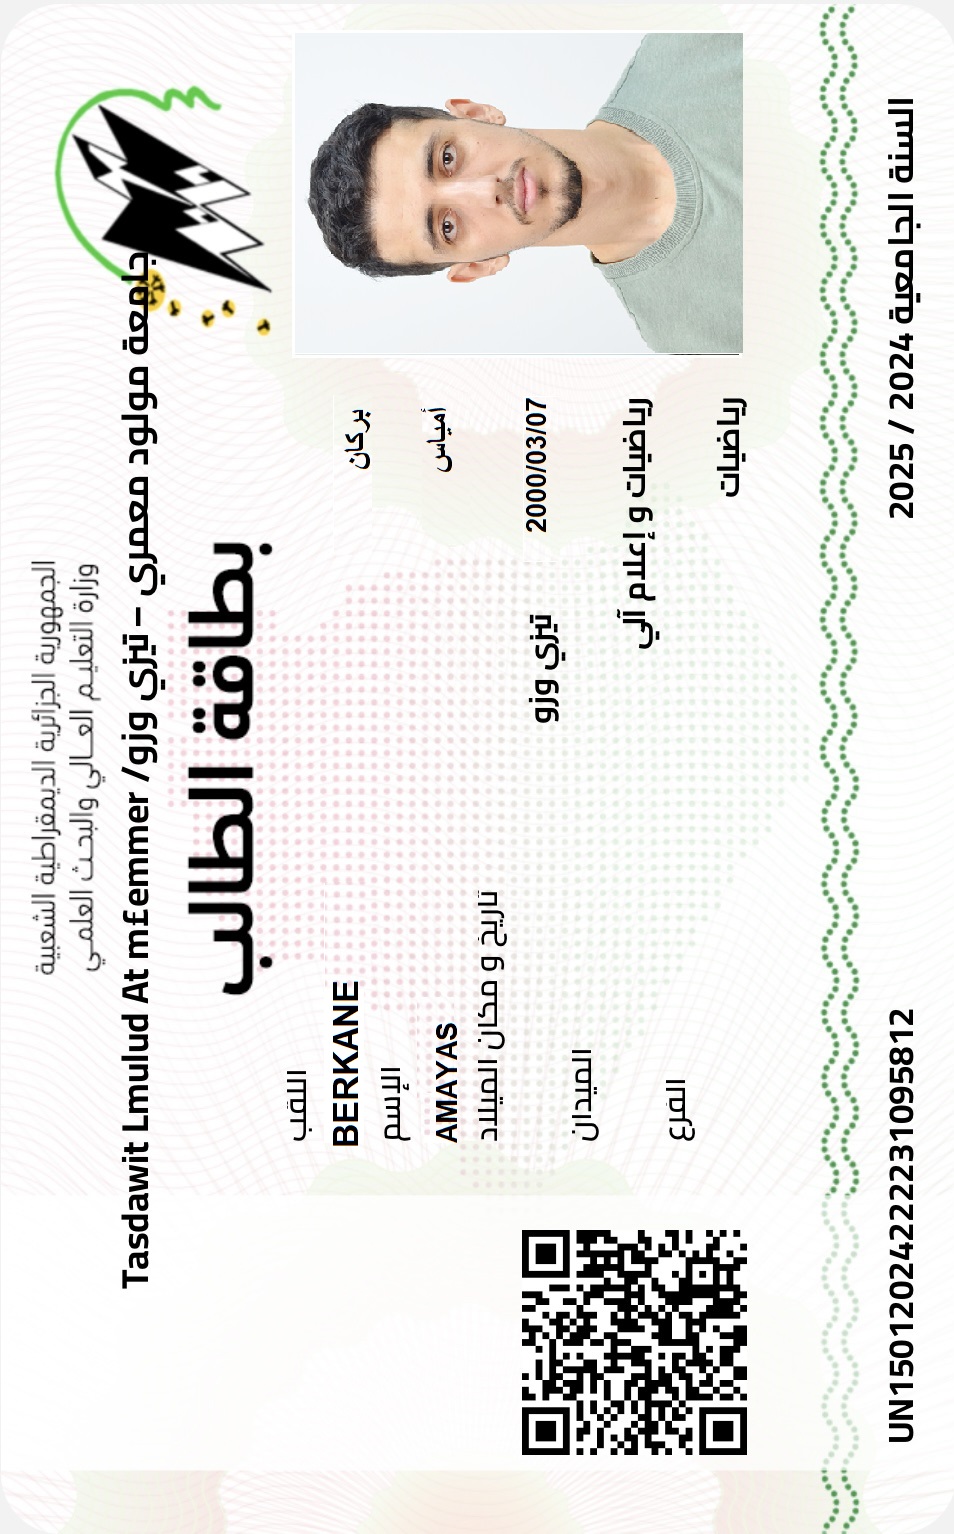 الجمهورية الجزائرية الديمقراطية الشعبية
وزارة التعليم العالي والبحث العلمي
Tasdawit Lmulud At mƐemmer /جامعة مولود معمري – تيزي وزو
بطاقة الطالب
اللقب
BERKANE بركان
الإسم
AMAYAS أمياس
تاريخ و مكان الميلاد
2000/03/07 تيزي وزو
الميدان
رياضيات و إعلام آلي
الفرع
رياضيات
UN15012024222231095812 السنة الجامعية 2024 / 2025